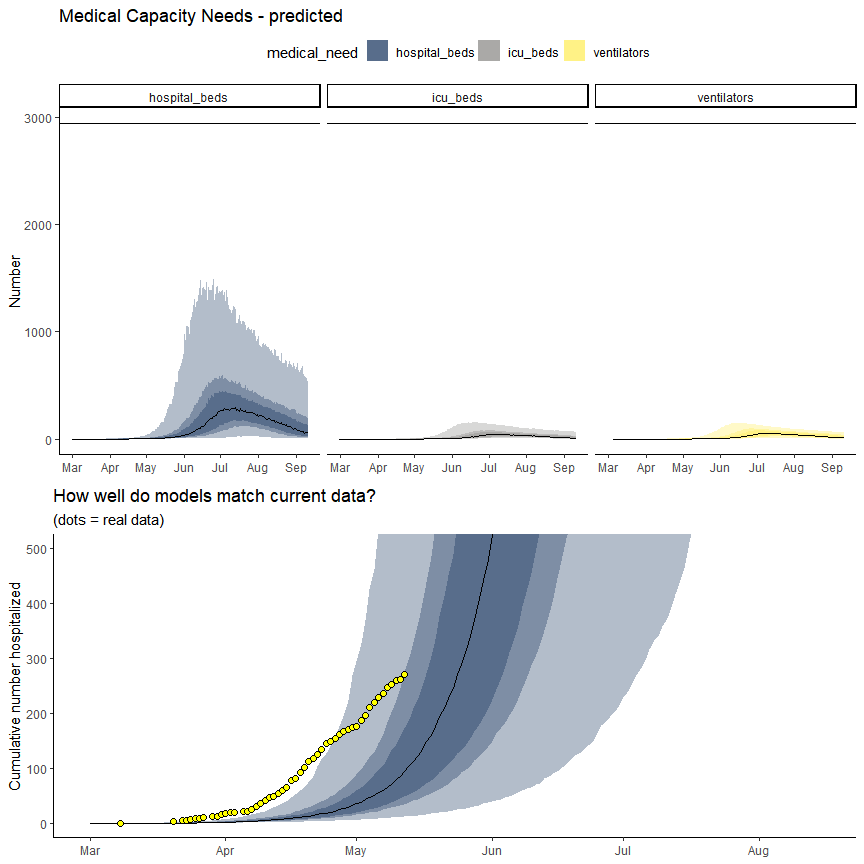 Medical Capacity Needs - predicted
medical_need hospital_beds icu_beds ventilators
hospital_beds icu_beds ventilators
3000
2000
1000
0
Number
Mar Apr May Jun Jul Aug Sep Mar Apr May Jun Jul Aug Sep Mar Apr May Jun Jul Aug Sep
How well do models match current data?
(dots = real data)
500
400
300
200
100
0
Cumulative number hospitalized
Mar Apr May Jun Jul Aug